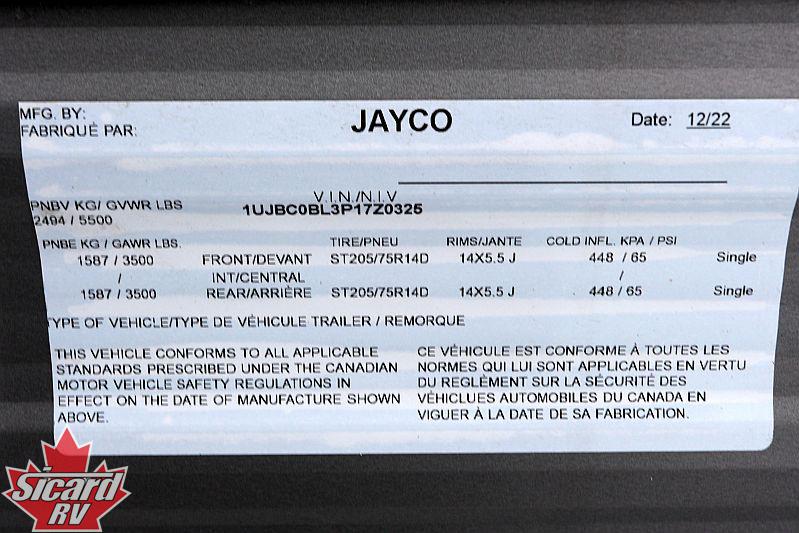 MFG. BY:
FABRIQUÉ PAR:
JAYCO
Date: 12/22
V.I.N./N.I.V
PNBV KG/ GVWR LBS
1UJBC0BL3P17Z0325
2494 / 5500
PNBE KG / GAWR LBS. TIRE/PNEU RIMS/JANTE COLD INFL. KPA / PSI
1587 / 3500 FRONT/DEVANT ST205/75R14D 14X5.5 J 448 / 65 Single
/ INT/CENTRAL /
1587 / 3500 REAR/ARRIÈRE ST205/75R14D 14X5.5 J 448 / 65 Single
TYPE OF VEHICLE/TYPE DE VÉHICULE TRAILER / REMORQUE
THIS VEHICLE CONFORMS TO ALL APPLICABLE
STANDARDS PRESCRIBED UNDER THE CANADIAN
MOTOR VEHICLE SAFETY REGULATIONS IN
EFFECT ON THE DATE OF MANUFACTURE SHOWN
ABOVE.
CE VÉHICULE EST CONFORME À TOUTES LES
NORMES QUI LUI SONT APPLICABLES EN VERTU
DU REGLÈMENT SUR LA SÉCURITÉ DES
VÉHICLUES AUTOMOBILES DU CANADA EN
VIGUER À LA DATE DE SA FABRICATION.
Sicard
RV